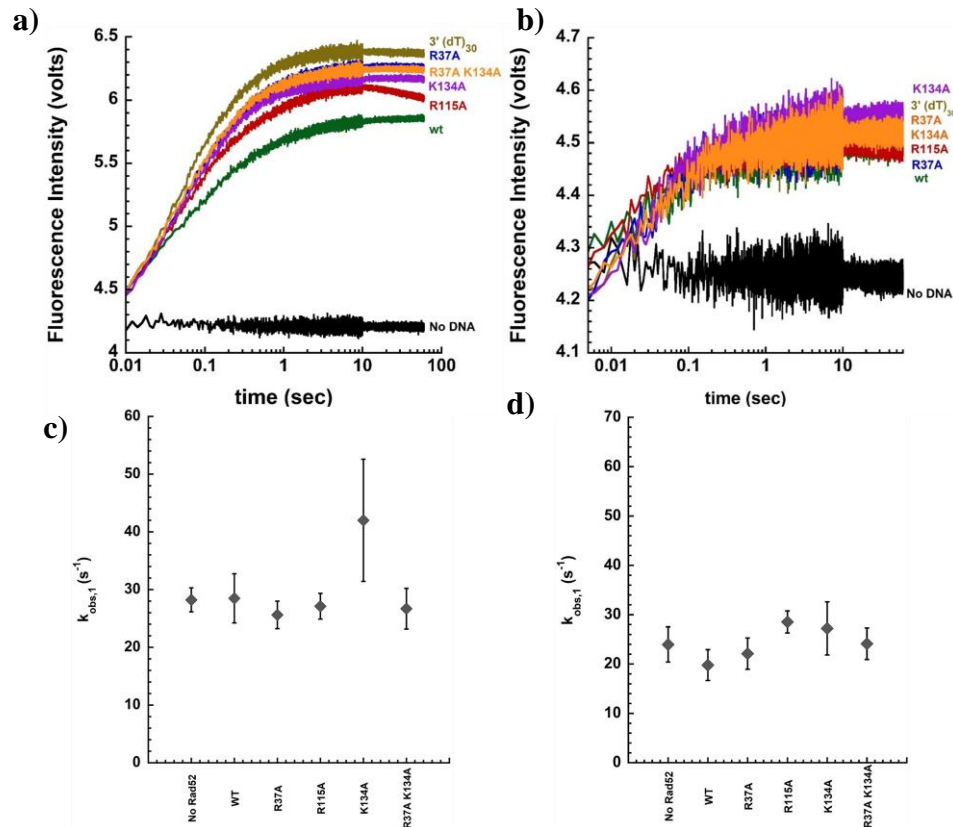 a)
Fluorescence Intensity (volts)
6.5
6
5.5
5
4.5
4
3' (dT)30
R37A
R37A K134A
K134A
R115A
wt
No DNA
0.01
0.1
1
10
100
time (sec)
b)
Fluorescence Intensity (volts)
4.7
4.6
4.5
4.4
4.3
4.2
4.1
K134A
3' (dT)30
R37A
K134A
R115A
R37A
wt
No DNA
0.01
0.1
1
10
time (sec)
c)
kobs,1 (s-1)
60
50
40
30
20
10
0
No Rad52
WT
R37A
R115A
K134A
R37A K134A
d)
kobs,1 (s-1)
70
60
50
40
30
20
10
0
No Rad52
WT
R37A
R115A
K134A
R37A K134A